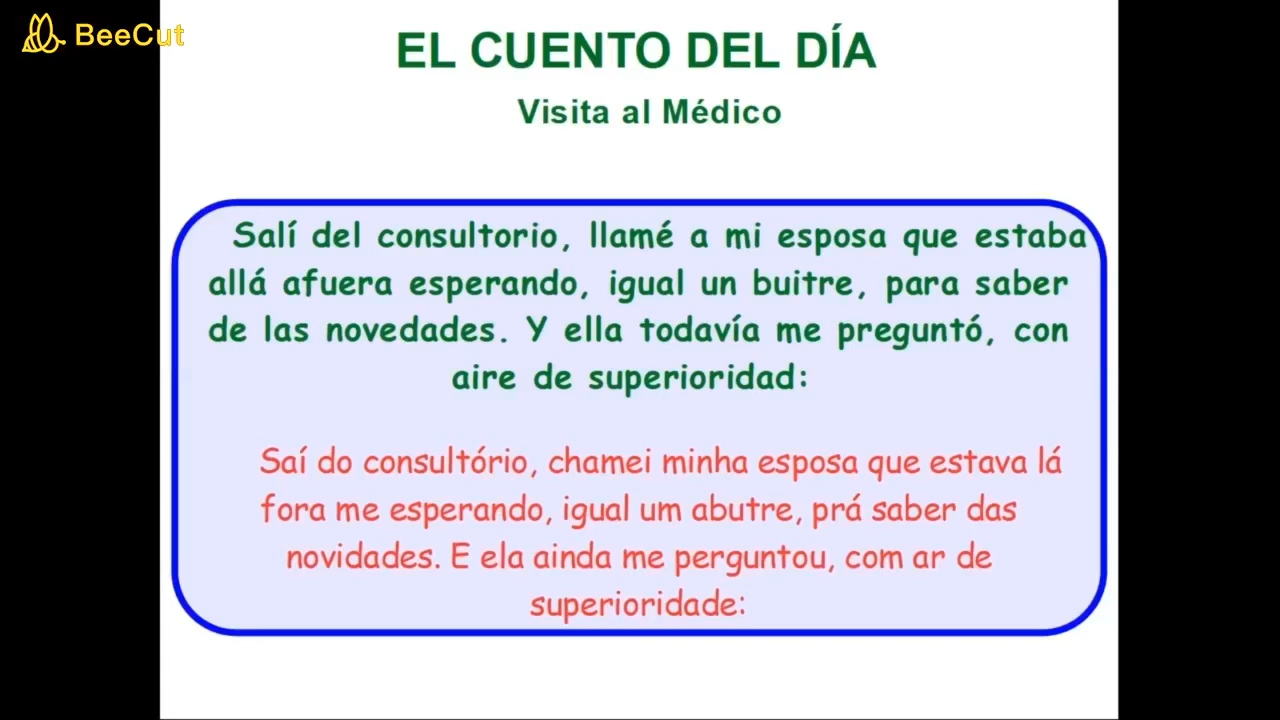 BeeCut
EL CUENTO DEL DÍA
Visita al Médico
Salí del consultorio, llamé a mi esposa que estaba
allá afuera esperando, igual un buitre, para saber
de las novedades. Y ella todavía me preguntó, con
aire de superioridad:
Saí do consultório, chamei minha esposa que estava lá
fora me esperando, igual um abutre, prá saber das
novidades. E ela ainda me perguntou, com ar de
superioridade: